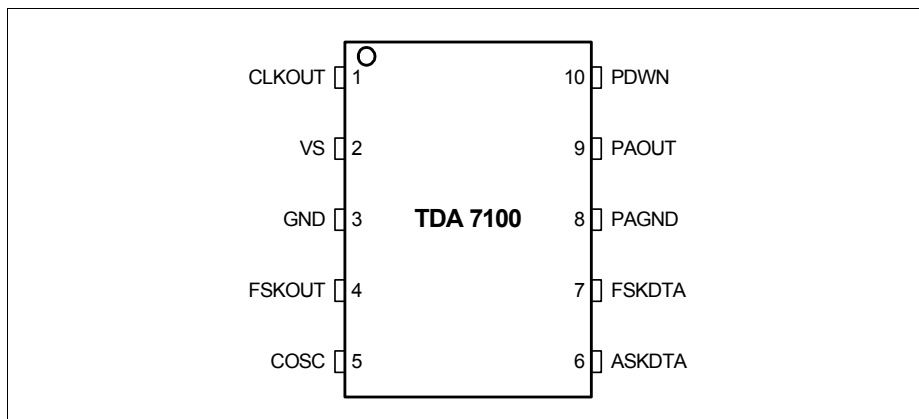 CLKOUT 1 10 PDWN
VS 2 9 PAOUT
GND 3 TDA 7100 8 PAGND
FSKOUT 4 7 FSKDTA
COSC 5 6 ASKDTA